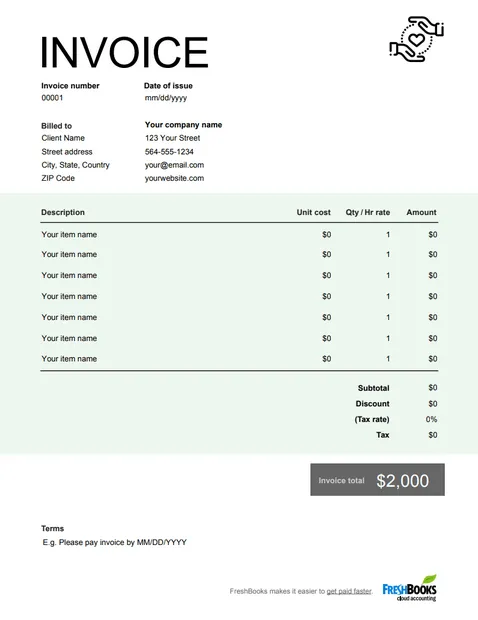 INVOICE
Invoice number Date of issue
00001 mm/dd/yyyy
Billed to Your company name
Client Name 123 Your Street
Street address 564-555-1234
City, State, Country your@email.com
ZIP Code yourwebsite.com
Description Unit cost Qty / Hr rate Amount
Your item name $0 1 $0
Your item name $0 1 $0
Your item name $0 1 $0
Your item name $0 1 $0
Your item name $0 1 $0
Your item name $0 1 $0
Your item name $0 1 $0
Subtotal $0
Discount $0
(Tax rate) 0%
Tax $0
Invoice total $2,000
Terms
E.g. Please pay invoice by MM/DD/YYYY
FreshBooks makes it easier to get paid faster.
FRESHBOOKS
cloud accounting